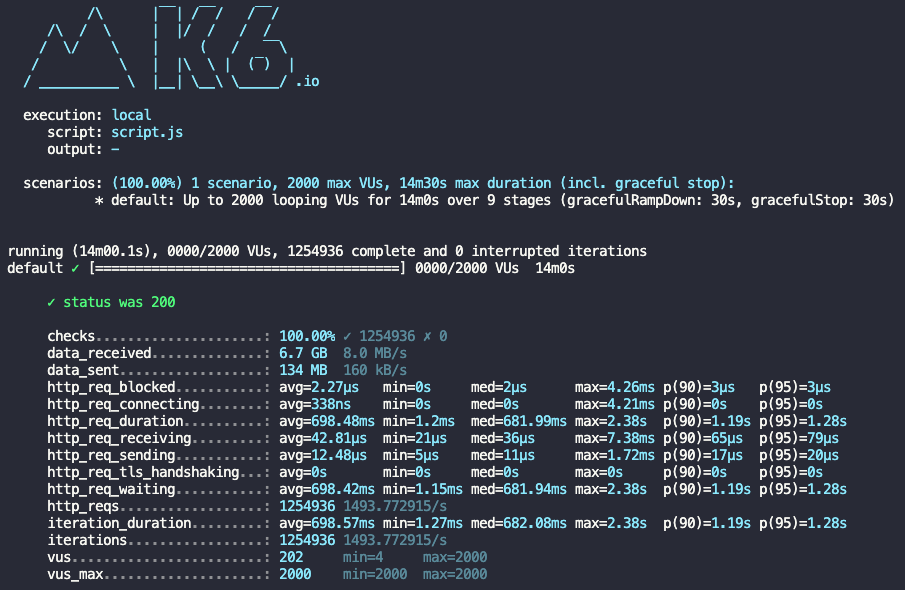 .io
execution: local
script: script.js
output: -
scenarios: (100.00%) 1 scenario, 2000 max VUs, 14m30s max duration (incl. graceful stop):
* default: Up to 2000 looping VUs for 14m0s over 9 stages (gracefulRampDown: 30s, gracefulStop: 30s)
running (14m00.1s), 0000/2000 VUs, 1254936 complete and 0 interrupted iterations
default ✓ [======================================] 0000/2000 VUs  14m0s
✓ status was 200
checks.....................: 100.00% ✓ 1254936 ✗ 0
data_received..............: 6.7 GB  8.0 MB/s
data_sent..................: 134 MB  160 kB/s
http_req_blocked...........: avg=2.27µs   min=0s     med=2µs      max=4.26ms p(90)=3µs   p(95)=3µs
http_req_connecting........: avg=338ns    min=0s     med=0s       max=4.21ms p(90)=0s    p(95)=0s
http_req_duration..........: avg=698.48ms min=1.2ms  med=681.99ms max=2.38s  p(90)=1.19s p(95)=1.28s
http_req_receiving.........: avg=42.81µs  min=21µs   med=36µs     max=7.38ms p(90)=65µs  p(95)=79µs
http_req_sending...........: avg=12.48µs  min=5µs    med=11µs     max=1.72ms p(90)=17µs  p(95)=20µs
http_req_tls_handshaking...: avg=0s       min=0s     med=0s       max=0s     p(90)=0s    p(95)=0s
http_req_waiting...........: avg=698.42ms min=1.15ms med=681.94ms max=2.38s  p(90)=1.19s p(95)=1.28s
http_reqs..................: 1254936 1493.772915/s
iteration_duration.........: avg=698.57ms min=1.27ms med=682.08ms max=2.38s  p(90)=1.19s p(95)=1.28s
iterations.................: 1254936 1493.772915/s
vus........................: 202     min=4     max=2000
vus_max....................: 2000    min=2000  max=2000